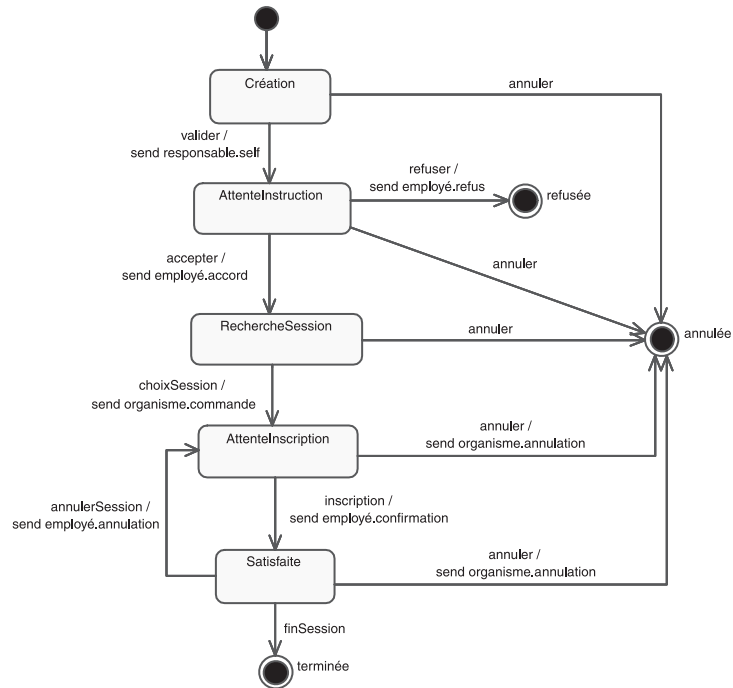 Création
annuler
valider /
send responsable.self
refuser /
send employé.refus
AttenteInstruction
refusée
accepter /
send employé.accord
annuler
RechercheSession
annuler
annulée
choixSession /
send organisme.commande
AttenteInscription
annuler /
send organisme.annulation
annulerSession /
send employé.annulation
inscription /
send employé.confirmation
Satisfaite
annuler /
send organisme.annulation
finSession
terminée